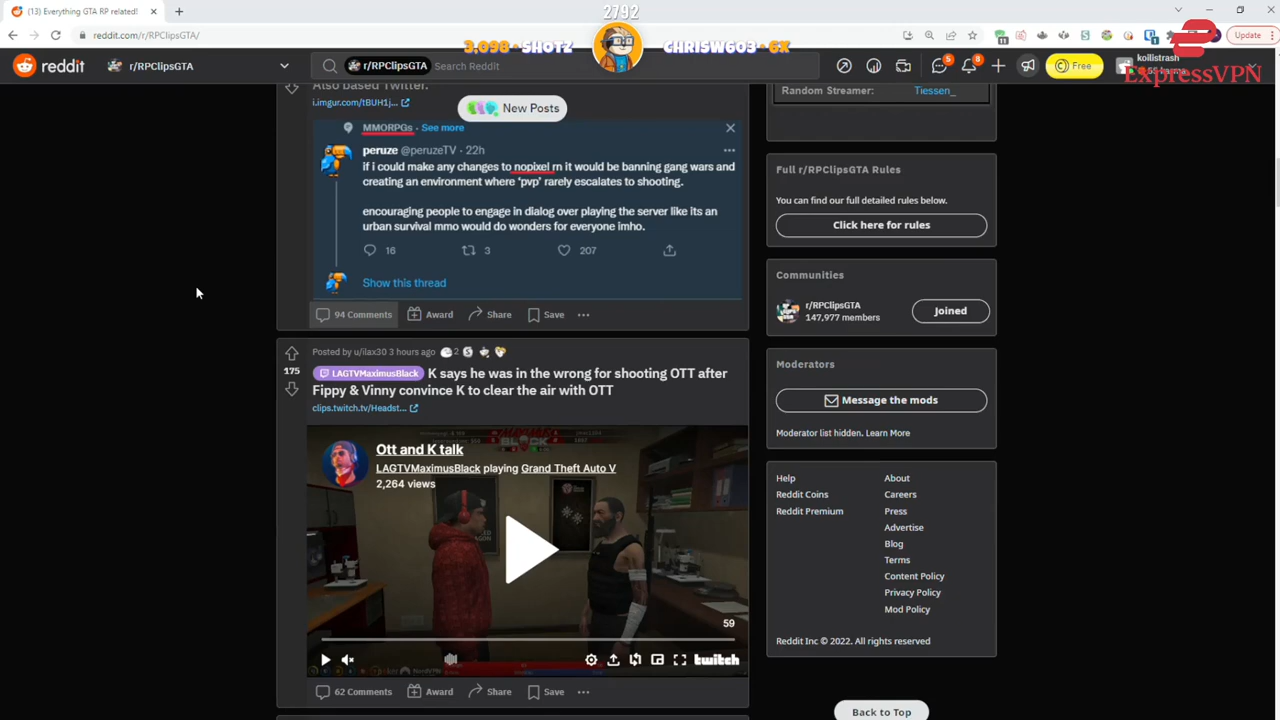 2792
(13) Everything GTA RP related!
reddit.com/r/RPClipsGTA/
Update
3,098 - SHOTZ
CHRISWG03 - 6X
ExpressVPN
reddit
r/RPClipsGTA
r/RPClipsGTA
Search Reddit
5
8
Free
koilistrash
Also based Twitter.
i.imgur.com/tBUH1j...
New Posts
MMORPGs · See more
peruze @peruzeTV · 22h
if i could make any changes to nopixel rn it would be banning gang wars and
creating an environment where 'pvp' rarely escalates to shooting.
encouraging people to engage in dialog over playing the server like its an
urban survival mmo would do wonders for everyone imho.
16
3
207
Show this thread
94 Comments
Award
Share
Save
175
Posted by u/ilax30 3 hours ago
2
LAGTVMaximusBlack K says he was in the wrong for shooting OTT after
Fippy & Vinny convince K to clear the air with OTT
clips.twitch.tv/Headst...
Ott and K talk
LAGTVMaximusBlack playing Grand Theft Auto V
2,264 views
59
twitch
62 Comments
Award
Share
Save
Random Streamer:
Tiessen_
Full r/RPClipsGTA Rules
You can find our full detailed rules below.
Click here for rules
Communities
r/RPClipsGTA
147,977 members
Joined
Moderators
Message the mods
Moderator list hidden. Learn More
Help
Reddit Coins
Reddit Premium
About
Careers
Press
Advertise
Blog
Terms
Content Policy
Privacy Policy
Mod Policy
Reddit Inc © 2022. All rights reserved
Back to Top